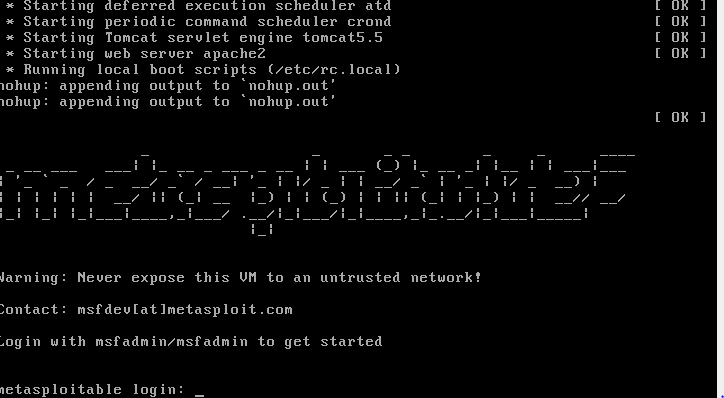 * Starting deferred execution scheduler atd [ OK ]
* Starting periodic command scheduler crond [ OK ]
* Starting Tomcat servlet engine tomcat5.5 [ OK ]
* Starting web server apache2 [ OK ]
* Running local boot scripts (/etc/rc.local)
nohup: appending output to `nohup.out'
nohup: appending output to `nohup.out'
[ OK ]
metasploitable2
Warning: Never expose this VM to an untrusted network!
Contact: msfdev[at]metasploit.com
Login with msfadmin/msfadmin to get started
metasploitable login: _